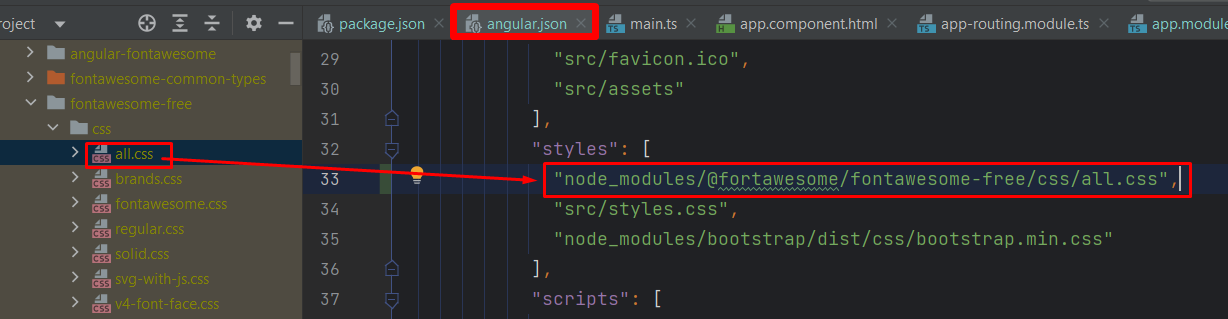 roject
package.json
angular.json
main.ts
app.component.html
app-routing.module.ts
app.module
angular-fontawesome
fontawesome-common-types
fontawesome-free
css
all.css
brands.css
fontawesome.css
regular.css
solid.css
svg-with-js.css
v4-font-face.css
29 "src/favicon.ico",
30 "src/assets"
31 ],
32 "styles": [
33 "node_modules/@fortawesome/fontawesome-free/css/all.css",
34 "src/styles.css",
35 "node_modules/bootstrap/dist/css/bootstrap.min.css"
36 ],
37 "scripts": [